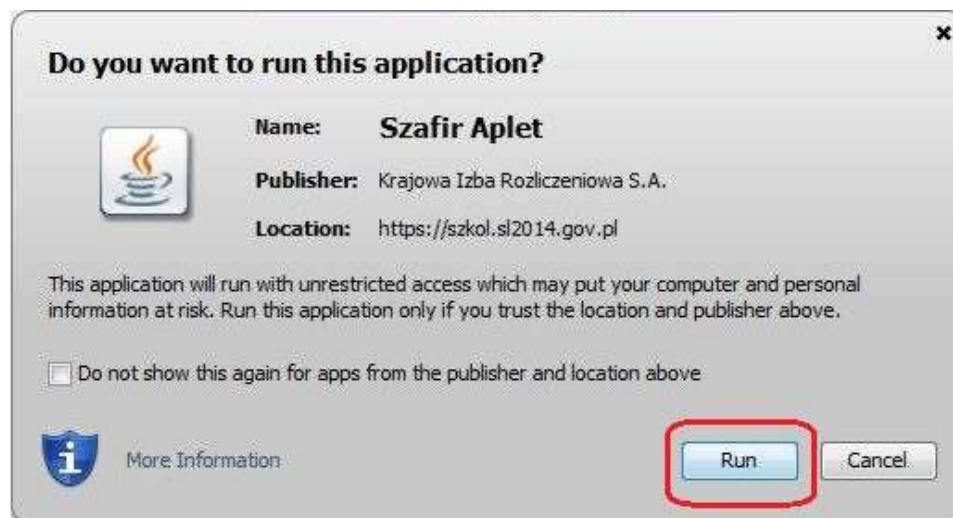 Do you want to run this application?
Name: Szafir Aplet
Publisher: Krajowa Izba Rozliczeniowa S.A.
Location: https://szkol.sl2014.gov.pl
This application will run with unrestricted access which may put your computer and personal
information at risk. Run this application only if you trust the location and publisher above.
Do not show this again for apps from the publisher and location above
More Information
Run Cancel